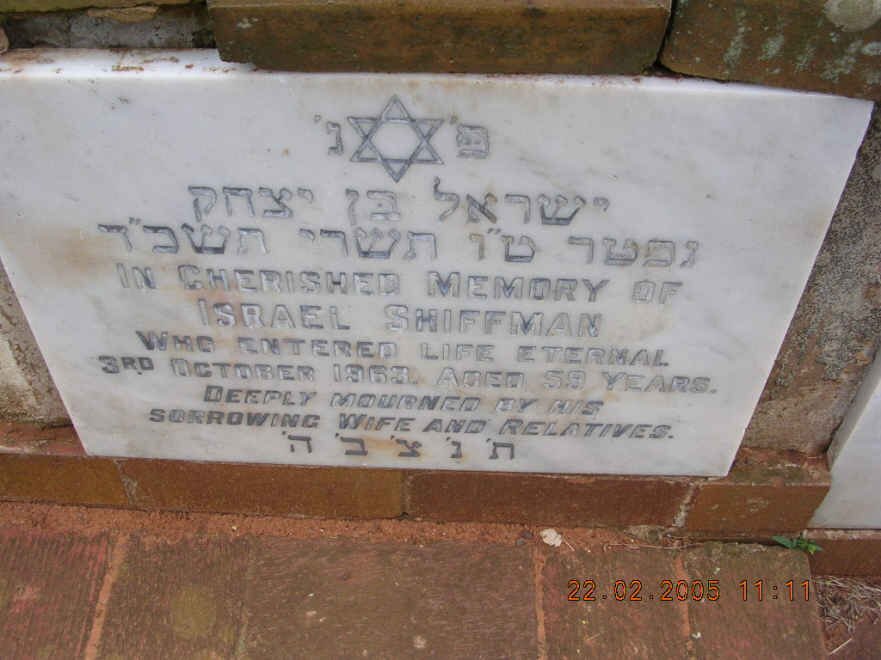 פ" נ'
ישראל בן יצחק
נפטר ט"ו תשרי תשכ"ד
IN CHERISHED MEMORY OF
ISRAEL SHIFFMAN
WHO ENTERED LIFE ETERNAL
3RD OCTOBER 1963. AGED 59 YEARS.
DEEPLY MOURNED BY HIS
SORROWING WIFE AND RELATIVES.
ת'נ'צ'ב'ה'
22.02.2005 11:11